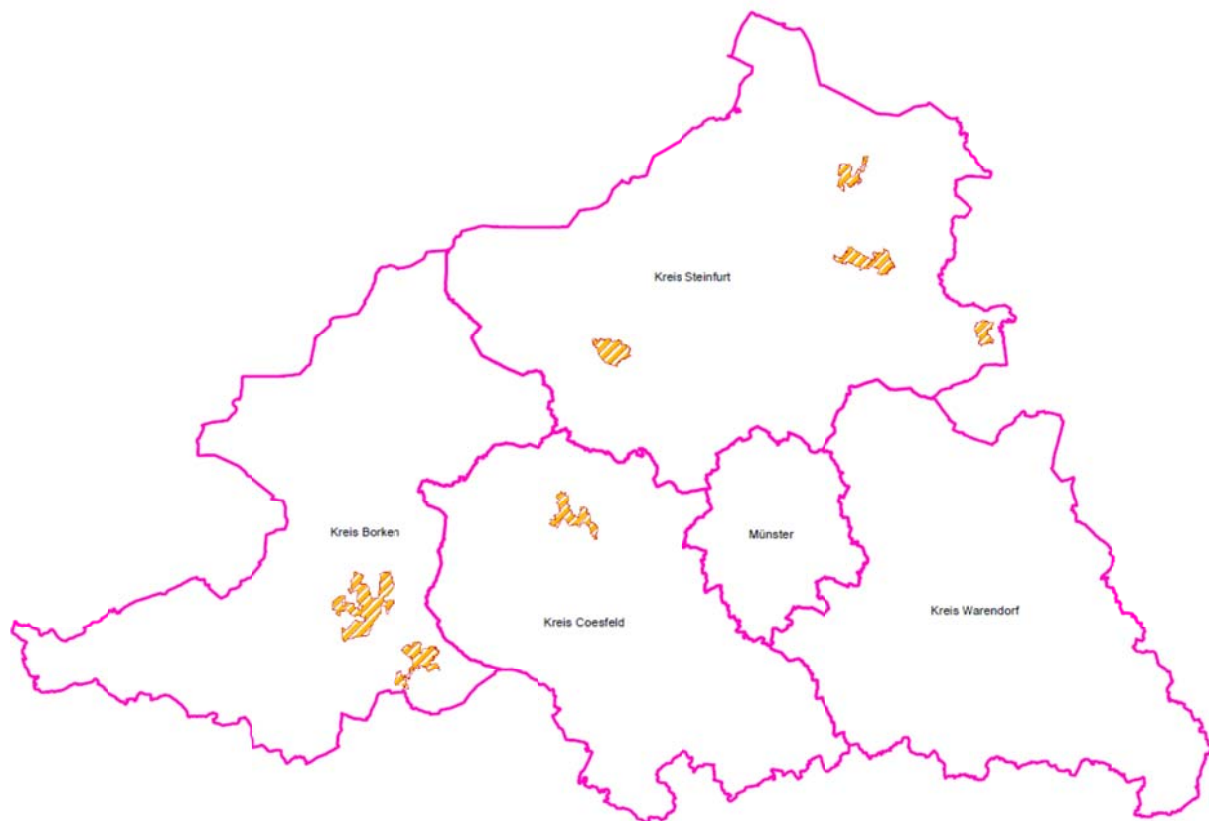 Kreis Steinfurt
Kreis Borken
Münster
Kreis Coesfeld
Kreis Warendorf